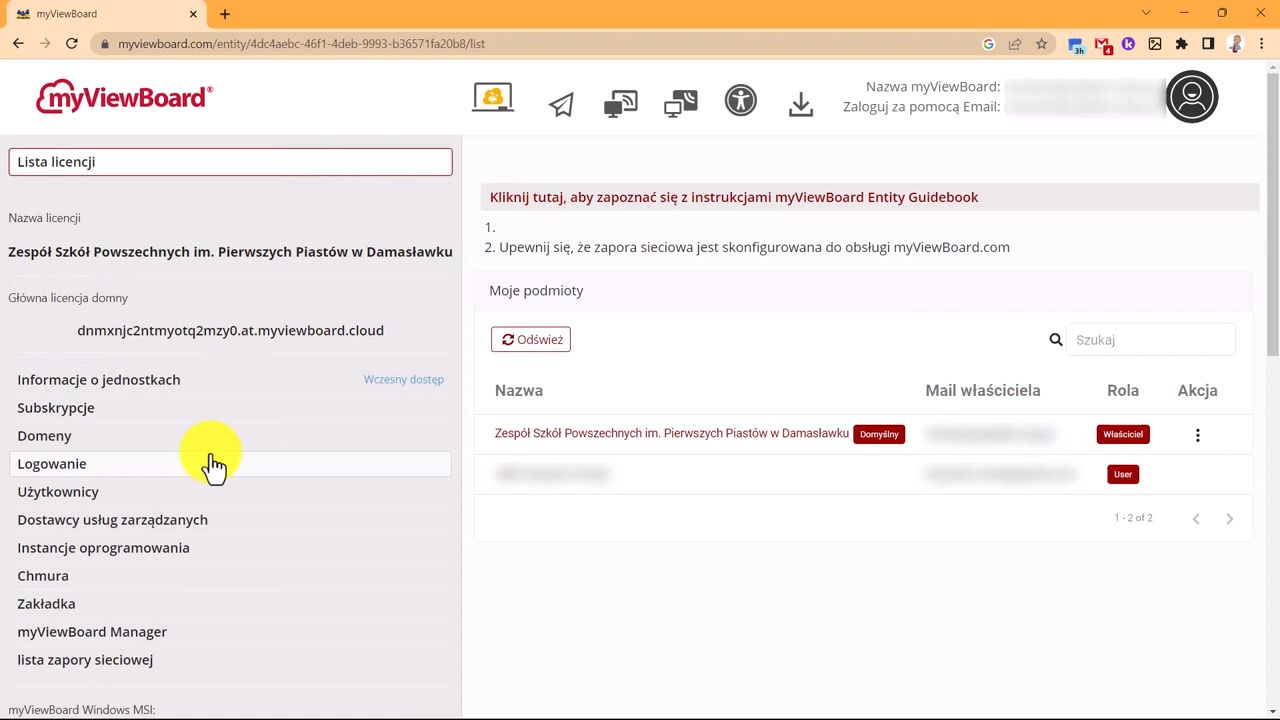 myViewBoard
myviewboard.com/entity/4dc4aebc-46f1-4deb-9993-b36571fa20b8/list
3h
4
myViewBoard®
Nazwa myViewBoard:
Zaloguj za pomocą Email:
Lista licencji
Nazwa licencji
Zespół Szkół Powszechnych im. Pierwszych Piastów w Damasławku
Główna licencja domny
dnmxnjc2ntmyotq2mzy0.at.myviewboard.cloud
Informacje o jednostkach Wczesny dostęp
Subskrypcje
Domeny
Logowanie
Użytkownicy
Dostawcy usług zarządzanych
Instancje oprogramowania
Chmura
Zakładka
myViewBoard Manager
lista zapory sieciowej
myViewBoard Windows MSI:
Kliknij tutaj, aby zapoznać się z instrukcjami myViewBoard Entity Guidebook
1.
2. Upewnij się, że zapora sieciowa jest skonfigurowana do obsługi myViewBoard.com
Moje podmioty
Odśwież
Szukaj
Nazwa Mail właściciela Rola Akcja
Zespół Szkół Powszechnych im. Pierwszych Piastów w Damasławku Domyślny Właściciel
User
1 - 2 of 2